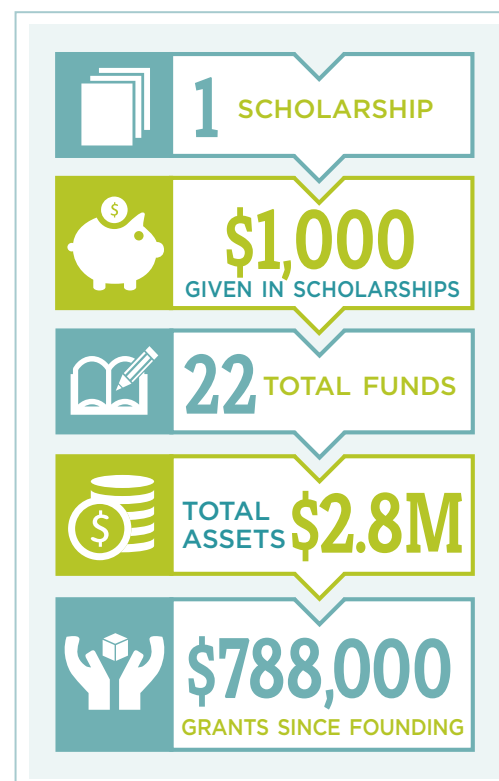 1 SCHOLARSHIP
$
$1,000
GIVEN IN SCHOLARSHIPS
22 TOTAL FUNDS
$
TOTAL ASSETS $2.8M
$788,000
GRANTS SINCE FOUNDING